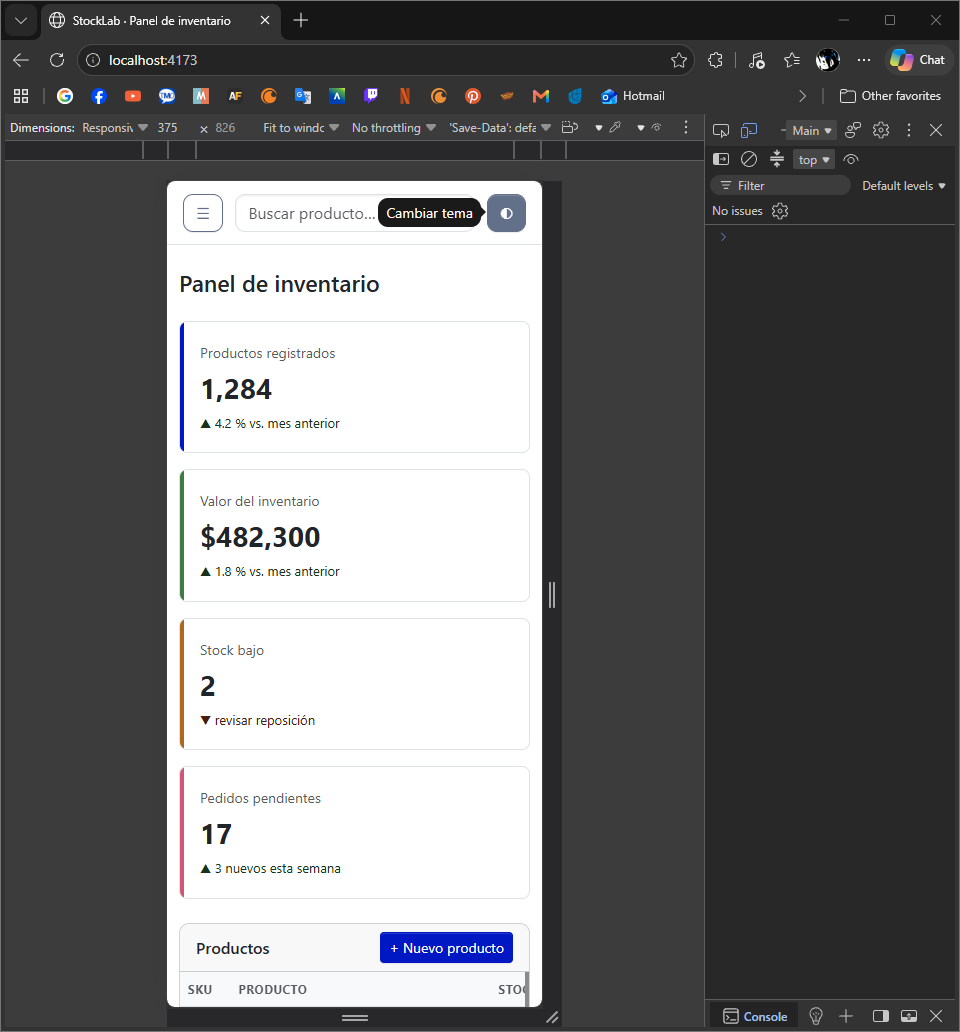 StockLab · Panel de inventario
localhost:4173
Chat
Hotmail
Other favorites
Dimensions: Responsiv 375 × 826 Fit to windc No throttling 'Save-Data': defa
Main
top
Filter Default levels
No issues
Buscar producto... Cambiar tema
Panel de inventario
Productos registrados
1,284
▲ 4.2 % vs. mes anterior
Valor del inventario
$482,300
▲ 1.8 % vs. mes anterior
Stock bajo
2
▼ revisar reposición
Pedidos pendientes
17
▲ 3 nuevos esta semana
Productos + Nuevo producto
SKU PRODUCTO STOC
Console